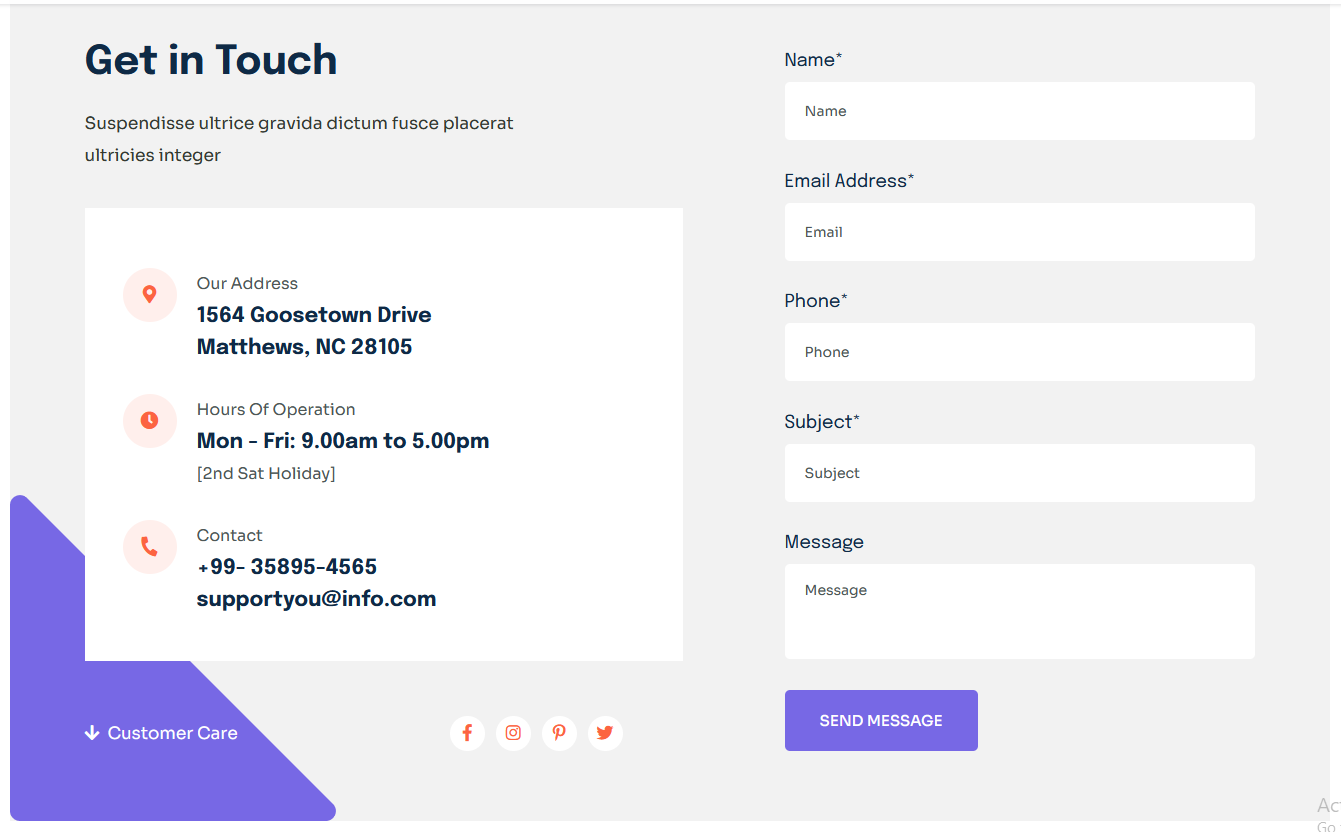 Get in Touch
Suspendisse ultrice gravida dictum fusce placerat
ultricies integer
Our Address
1564 Goosetown Drive
Matthews, NC 28105
Hours Of Operation
Mon - Fri: 9.00am to 5.00pm
[2nd Sat Holiday]
Contact
+99- 35895-4565
supportyou@info.com
Customer Care
Name*
Name
Email Address*
Email
Phone*
Phone
Subject*
Subject
Message
Message
SEND MESSAGE